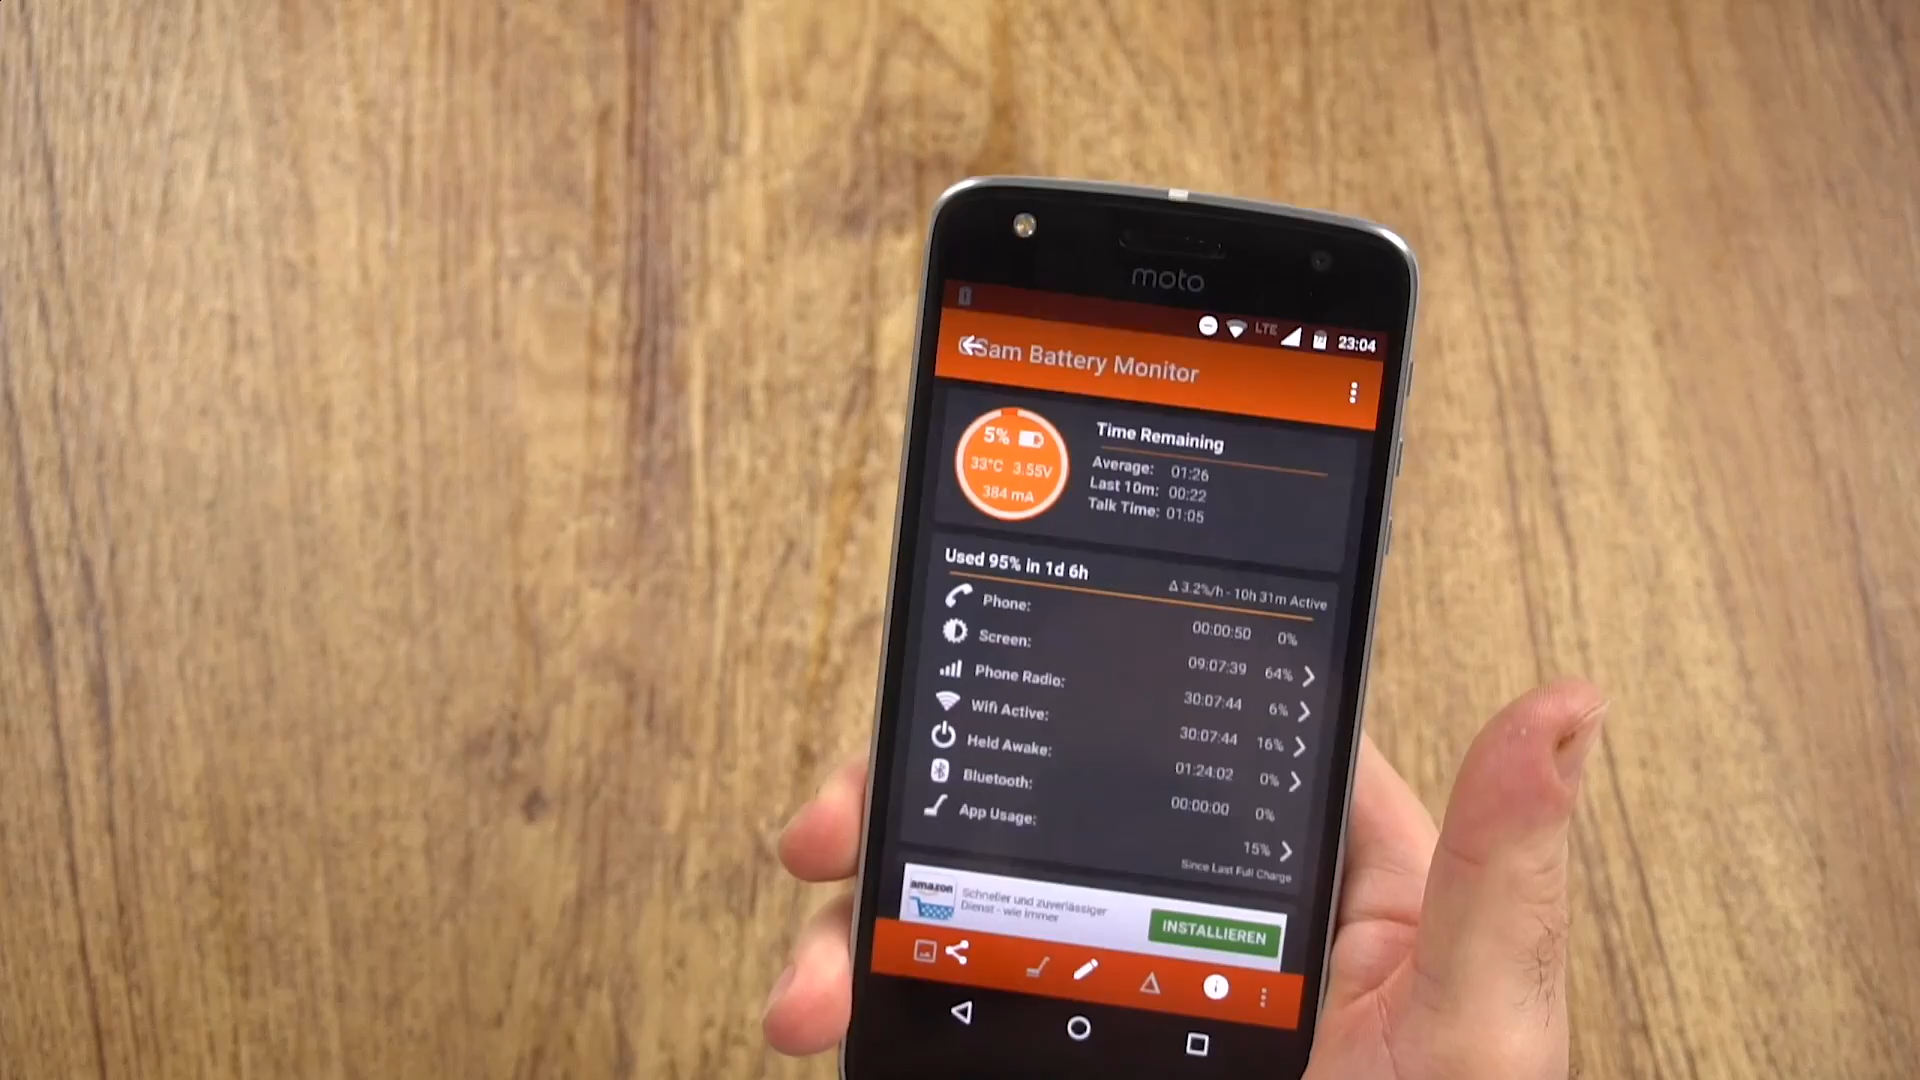 moto
LTE 23:04
GSam Battery Monitor
5%
33°C 3.55V
384 mA
Time Remaining
Average: 01:26
Last 10m: 00:22
Talk Time: 01:05
Used 95% in 1d 6h
Δ 3.2%/h - 10h 31m Active
Phone: 00:00:50 0%
Screen: 09:07:39 64%
Phone Radio: 30:07:44 6%
Wifi Active: 30:07:44 16%
Held Awake: 01:24:02 0%
Bluetooth: 00:00:00 0%
App Usage: 15%
Since Last Full Charge
amazon
Schneller und zuverlässiger
Dienst - wie immer
INSTALLIEREN